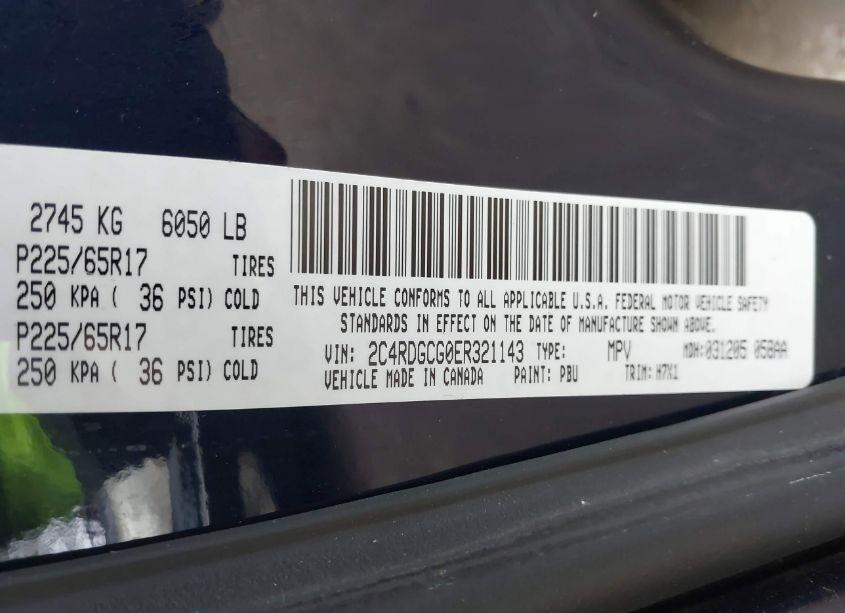 2745 KG 6050 LB
P225/65R17 TIRES
250 KPA ( 36 PSI) COLD
P225/65R17 TIRES
250 KPA ( 36 PSI) COLD
THIS VEHICLE CONFORMS TO ALL APPLICABLE U.S.A. FEDERAL MOTOR VEHICLE SAFETY
STANDARDS IN EFFECT ON THE DATE OF MANUFACTURE SHOWN ABOVE.
VIN: 2C4RDGCG0ER321143 TYPE: MPV MDH:031205 058AA
VEHICLE MADE IN CANADA PAINT: PBU TRIM: H7X1